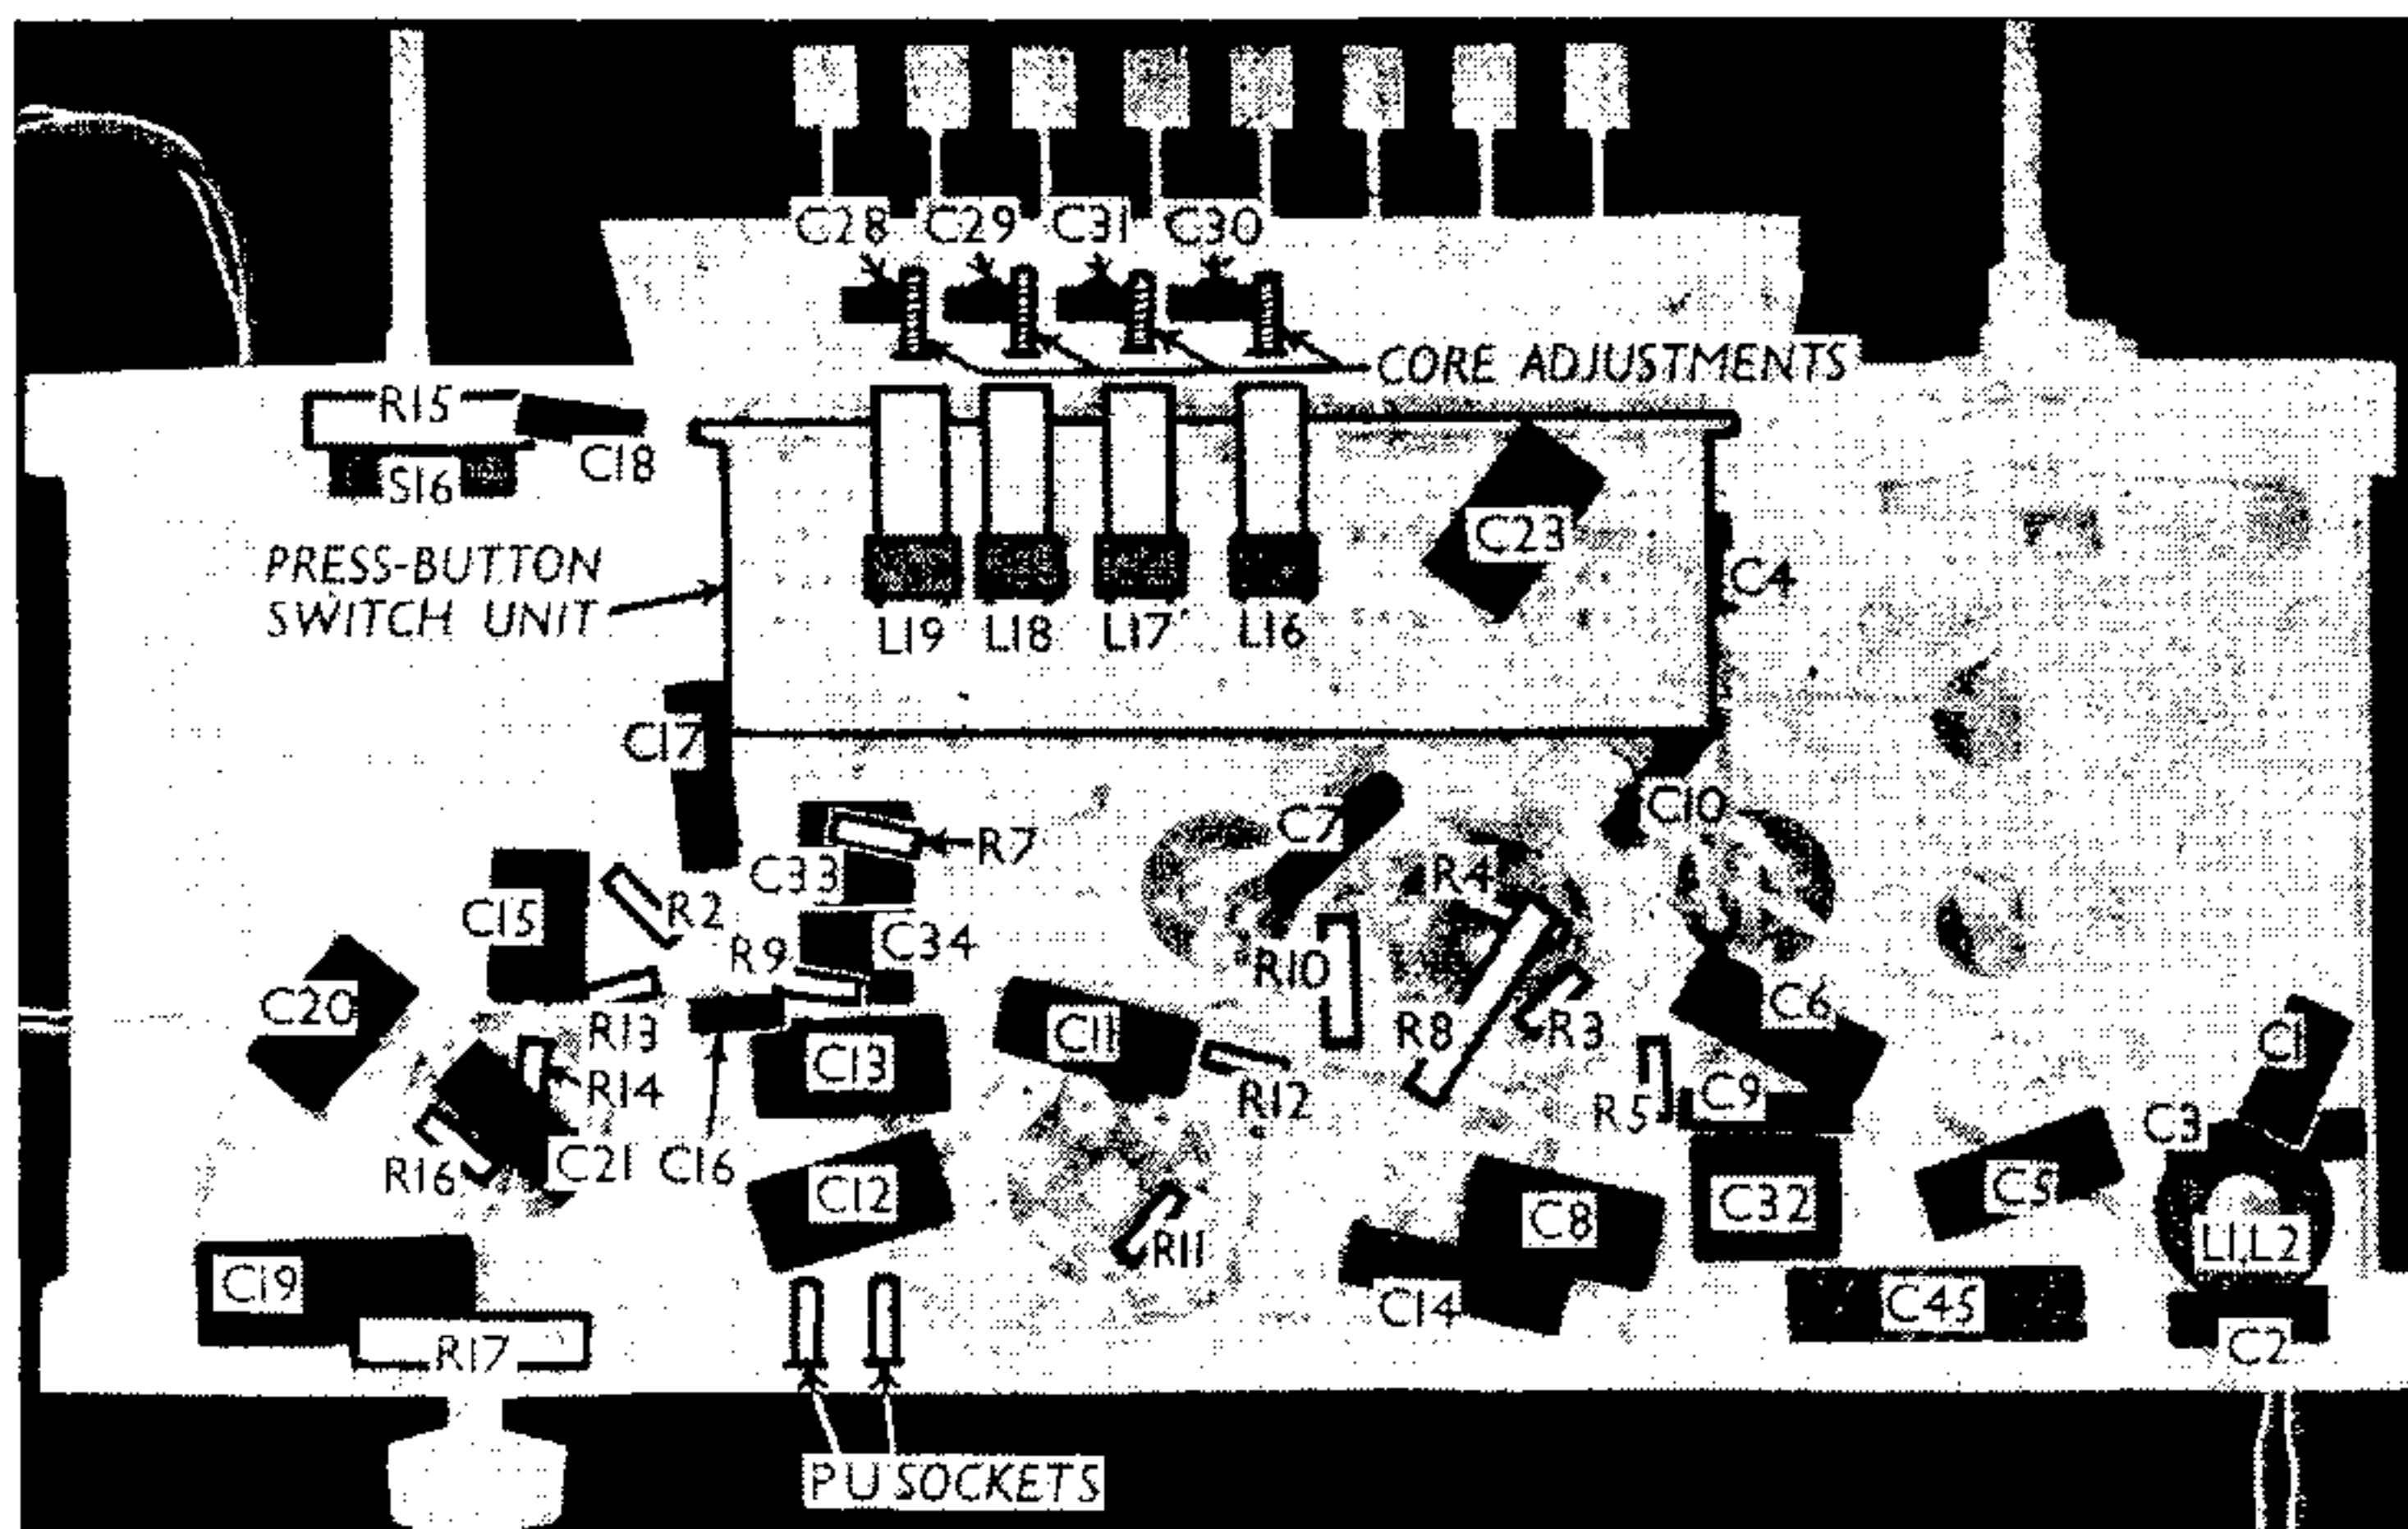 C28 C29 C31 C30
CORE ADJUSTMENTS
R15
C18
S16
C23
PRESS-BUTTON
SWITCH UNIT
C4
L19 L18 L17 L16
C17
C7
C10
R7
C33
R4
C15
R2
C34
R9
R10
C20
C6
R13
C11
R8
R3
C1
C13
R14
R12
R5
C9
C3
R16
C21
C16
C12
C32
C5
C8
R11
L1,L2
C19
C14
C45
R17
C2
PU SOCKETS